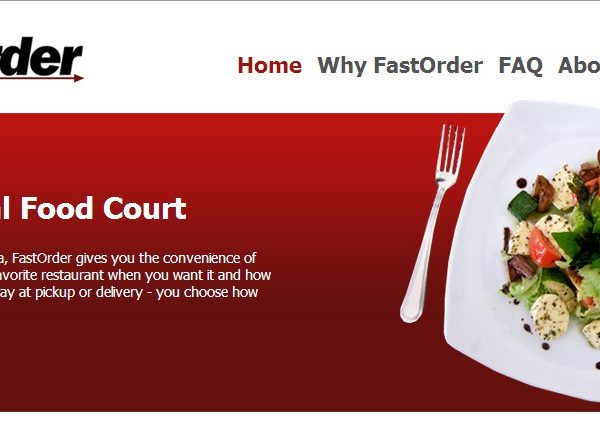 rder
Home Why FastOrder FAQ Abo
l Food Court
a, FastOrder gives you the convenience of
avorite restaurant when you want it and how
ay at pickup or delivery - you choose how